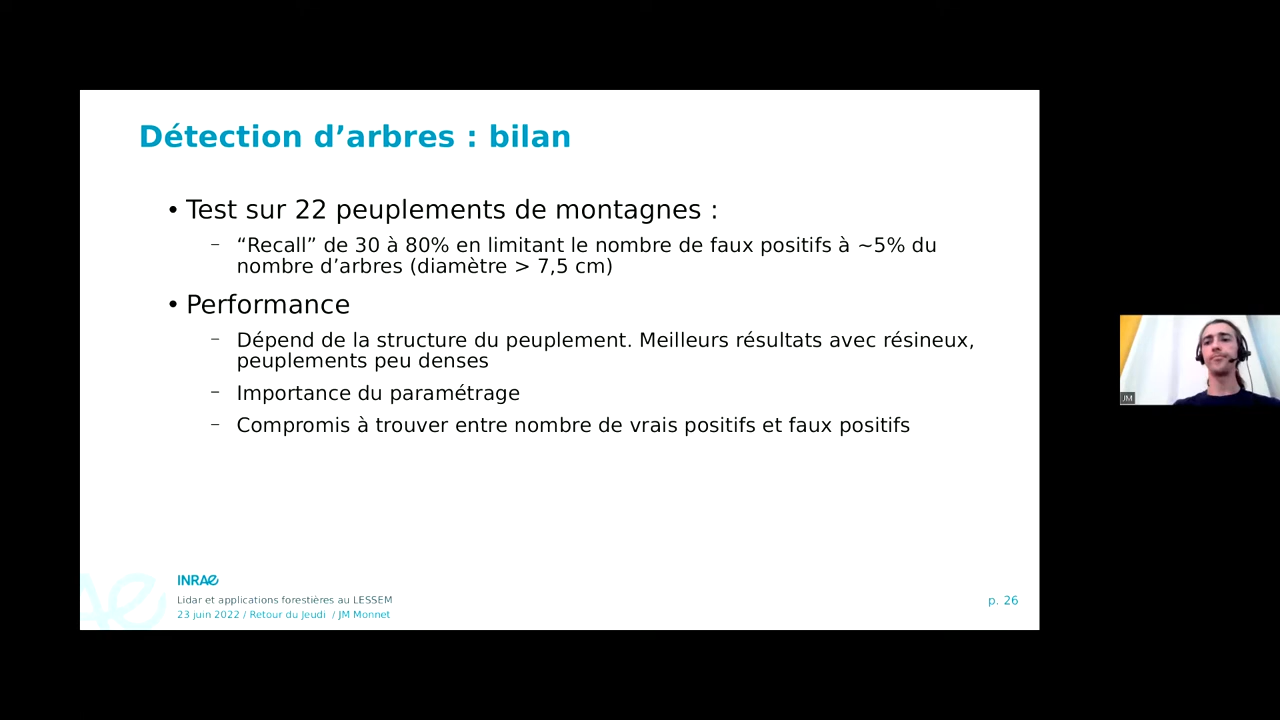 Détection d’arbres : bilan
• Test sur 22 peuplements de montagnes :
– “Recall” de 30 à 80% en limitant le nombre de faux positifs à ~5% du
nombre d’arbres (diamètre > 7,5 cm)
• Performance
– Dépend de la structure du peuplement. Meilleurs résultats avec résineux,
peuplements peu denses
– Importance du paramétrage
– Compromis à trouver entre nombre de vrais positifs et faux positifs
INRAE
Lidar et applications forestières au LESSEM
23 juin 2022 / Retour du Jeudi / JM Monnet
p. 26
JM